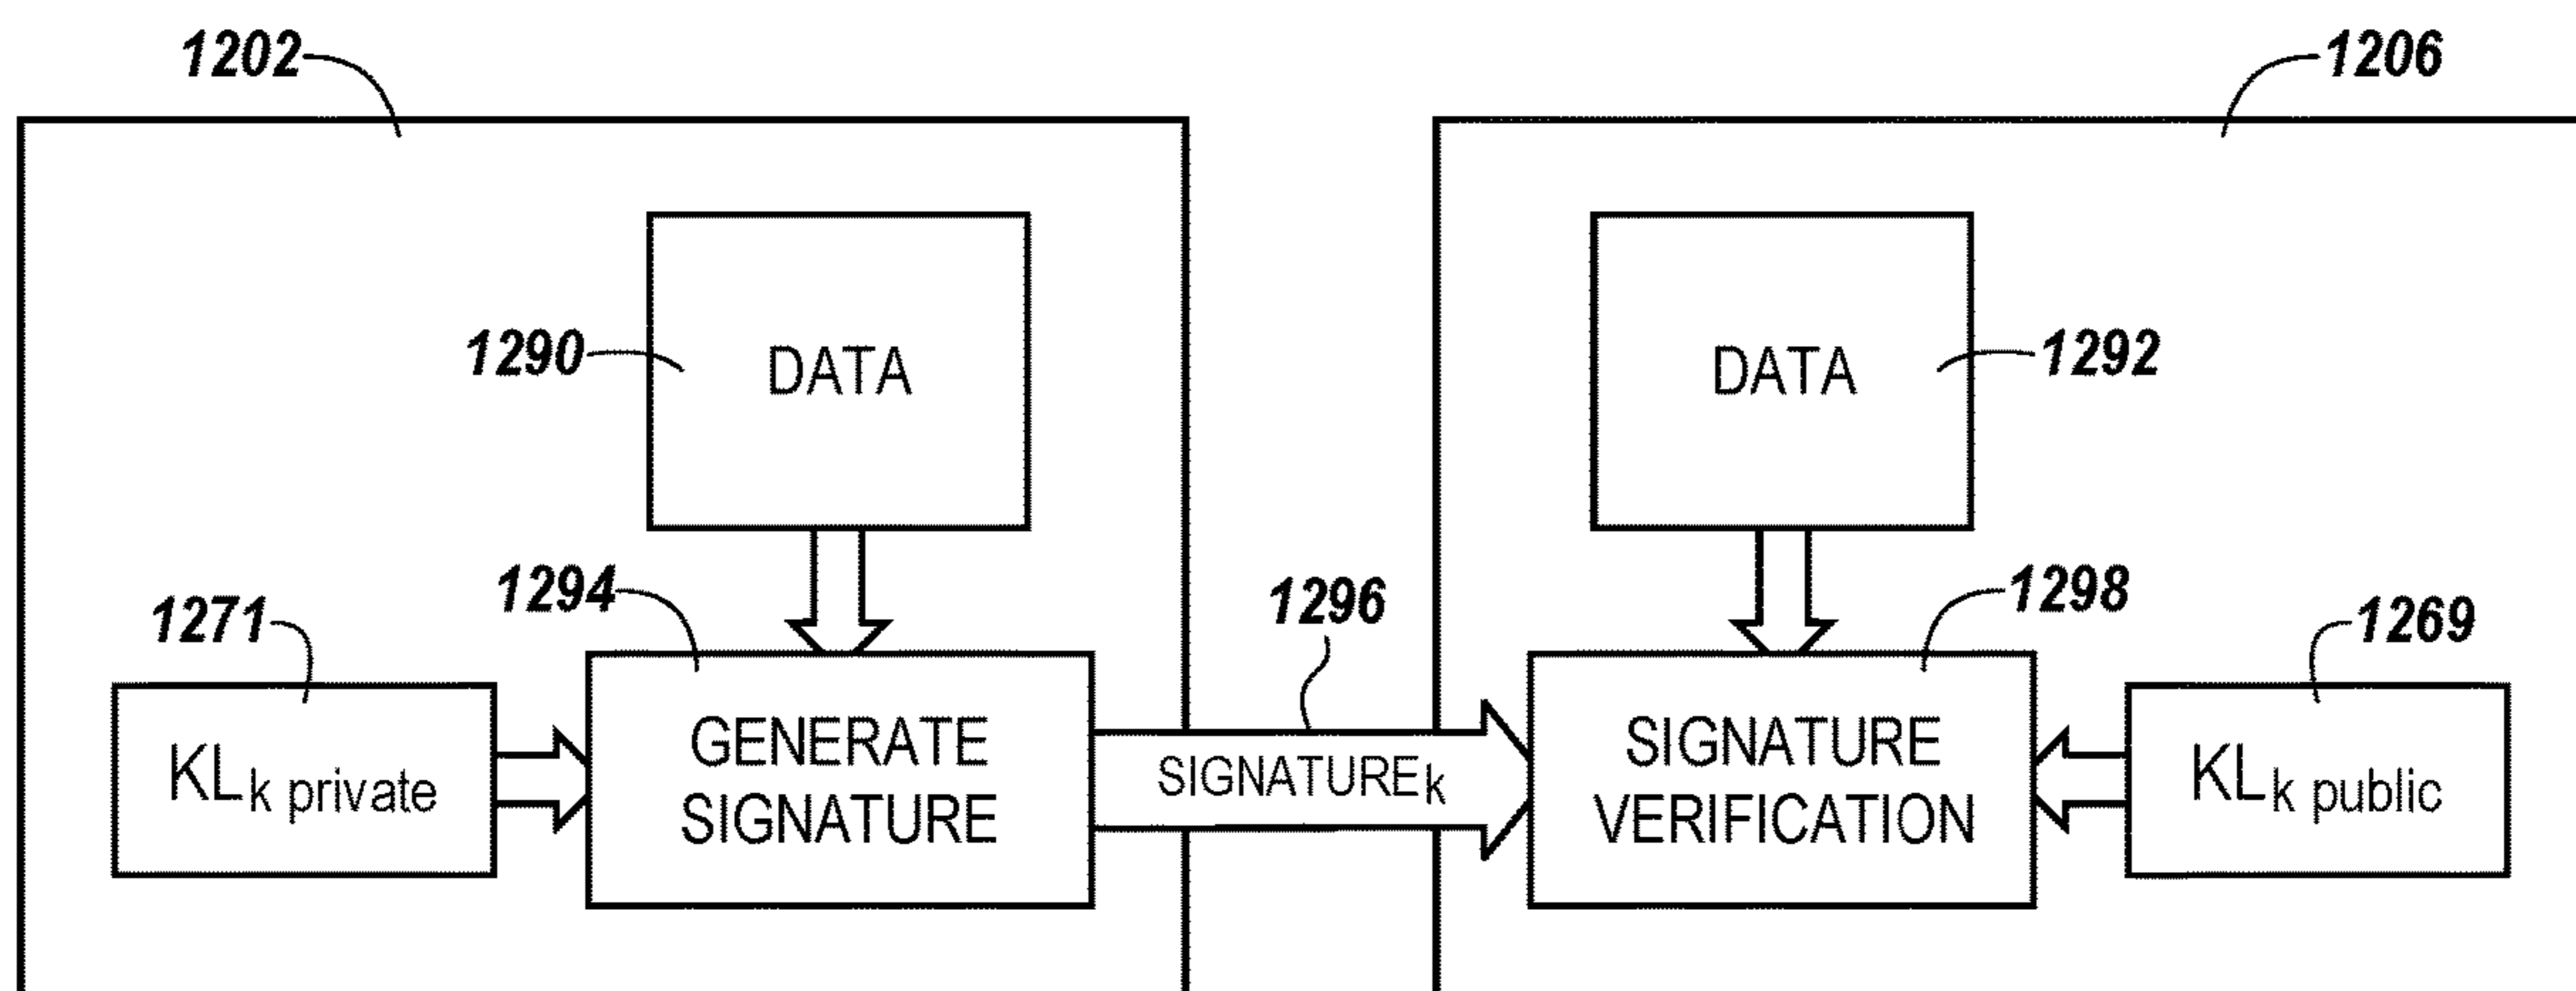 1202
1206
1290
DATA
DATA
1292
1294
1296
1298
1271
1269
KLk private
GENERATE
SIGNATURE
SIGNATUREk
SIGNATURE
VERIFICATION
KLk public